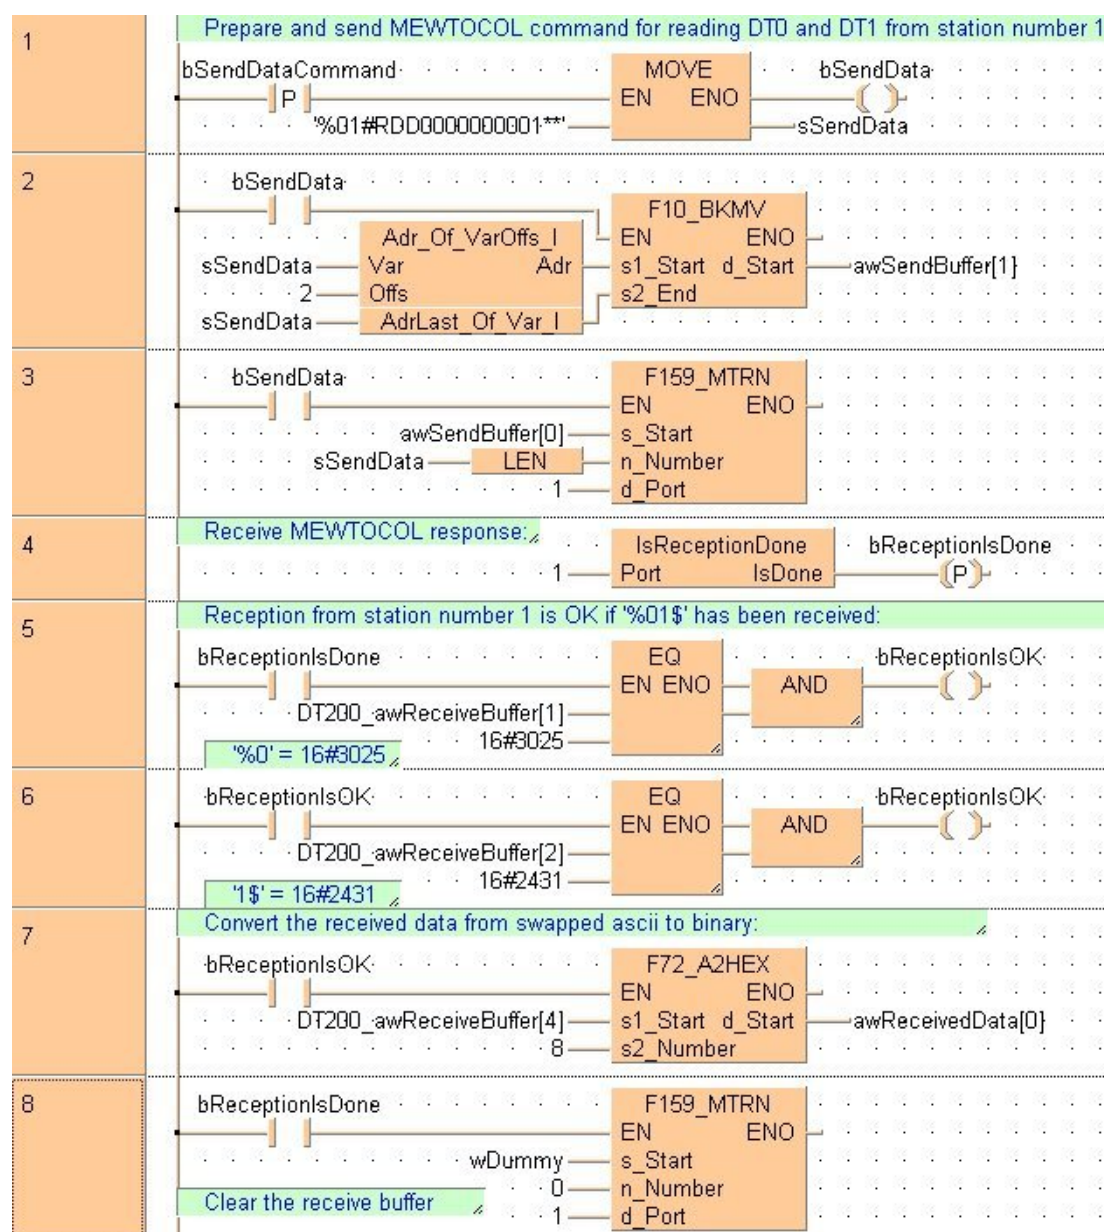 1
Prepare and send MEWTOCOL command for reading DT0 and DT1 from station number 1
bSendDataCommand MOVE bSendData
P EN ENO
'%01#RDD0000000001**' sSendData
2
bSendData F10_BKMV
Adr_Of_VarOffs_I EN ENO
sSendData Var Adr s1_Start d_Start awSendBuffer[1]
2 Offs s2_End
sSendData AdrLast_Of_Var_I
3
bSendData F159_MTRN
EN ENO
awSendBuffer[0] s_Start
sSendData LEN n_Number
1 d_Port
4
Receive MEWTOCOL response:
IsReceptionDone bReceptionIsDone
1 Port IsDone P
5
Reception from station number 1 is OK if '%01$' has been received:
bReceptionIsDone EQ bReceptionIsOK
EN ENO AND
DT200_awReceiveBuffer[1]
16#3025
'%0' = 16#3025
6
bReceptionIsOK EQ bReceptionIsOK
EN ENO AND
DT200_awReceiveBuffer[2]
16#2431
'1$' = 16#2431
7
Convert the received data from swapped ascii to binary:
bReceptionIsOK F72_A2HEX
EN ENO
DT200_awReceiveBuffer[4] s1_Start d_Start awReceivedData[0]
8 s2_Number
8
bReceptionIsDone F159_MTRN
EN ENO
wDummy s_Start
0 n_Number
Clear the receive buffer
1 d_Port